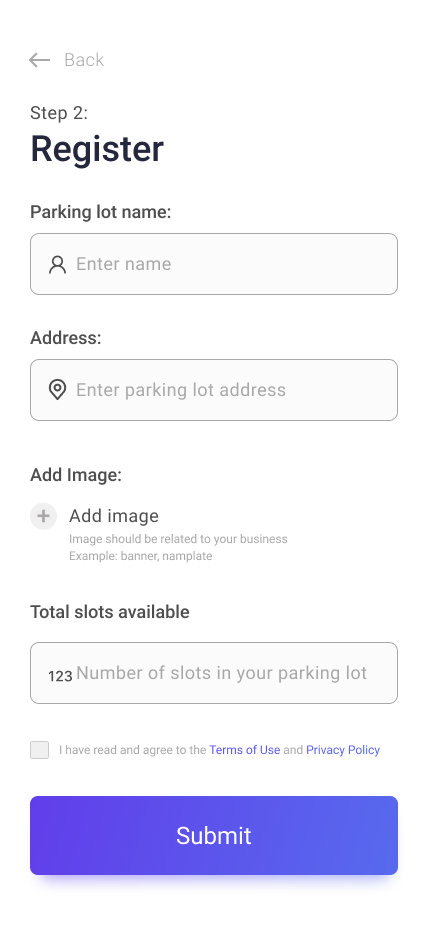 Back
Step 2:
Register
Parking lot name:
Enter name
Address:
Enter parking lot address
Add Image:
Add image
Image should be related to your business
Example: banner, namplate
Total slots available
123 Number of slots in your parking lot
I have read and agree to the Terms of Use and Privacy Policy
Submit